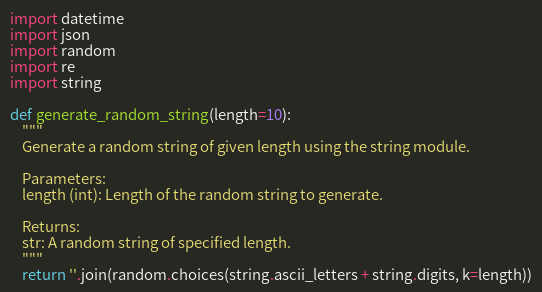 import datetime
import json
import random
import re
import string

def generate_random_string(length=10):
    """
    Generate a random string of given length using the string module.

    Parameters:
    length (int): Length of the random string to generate.

    Returns:
    str: A random string of specified length.
    """
    return ''.join(random.choices(string.ascii_letters + string.digits, k=length))